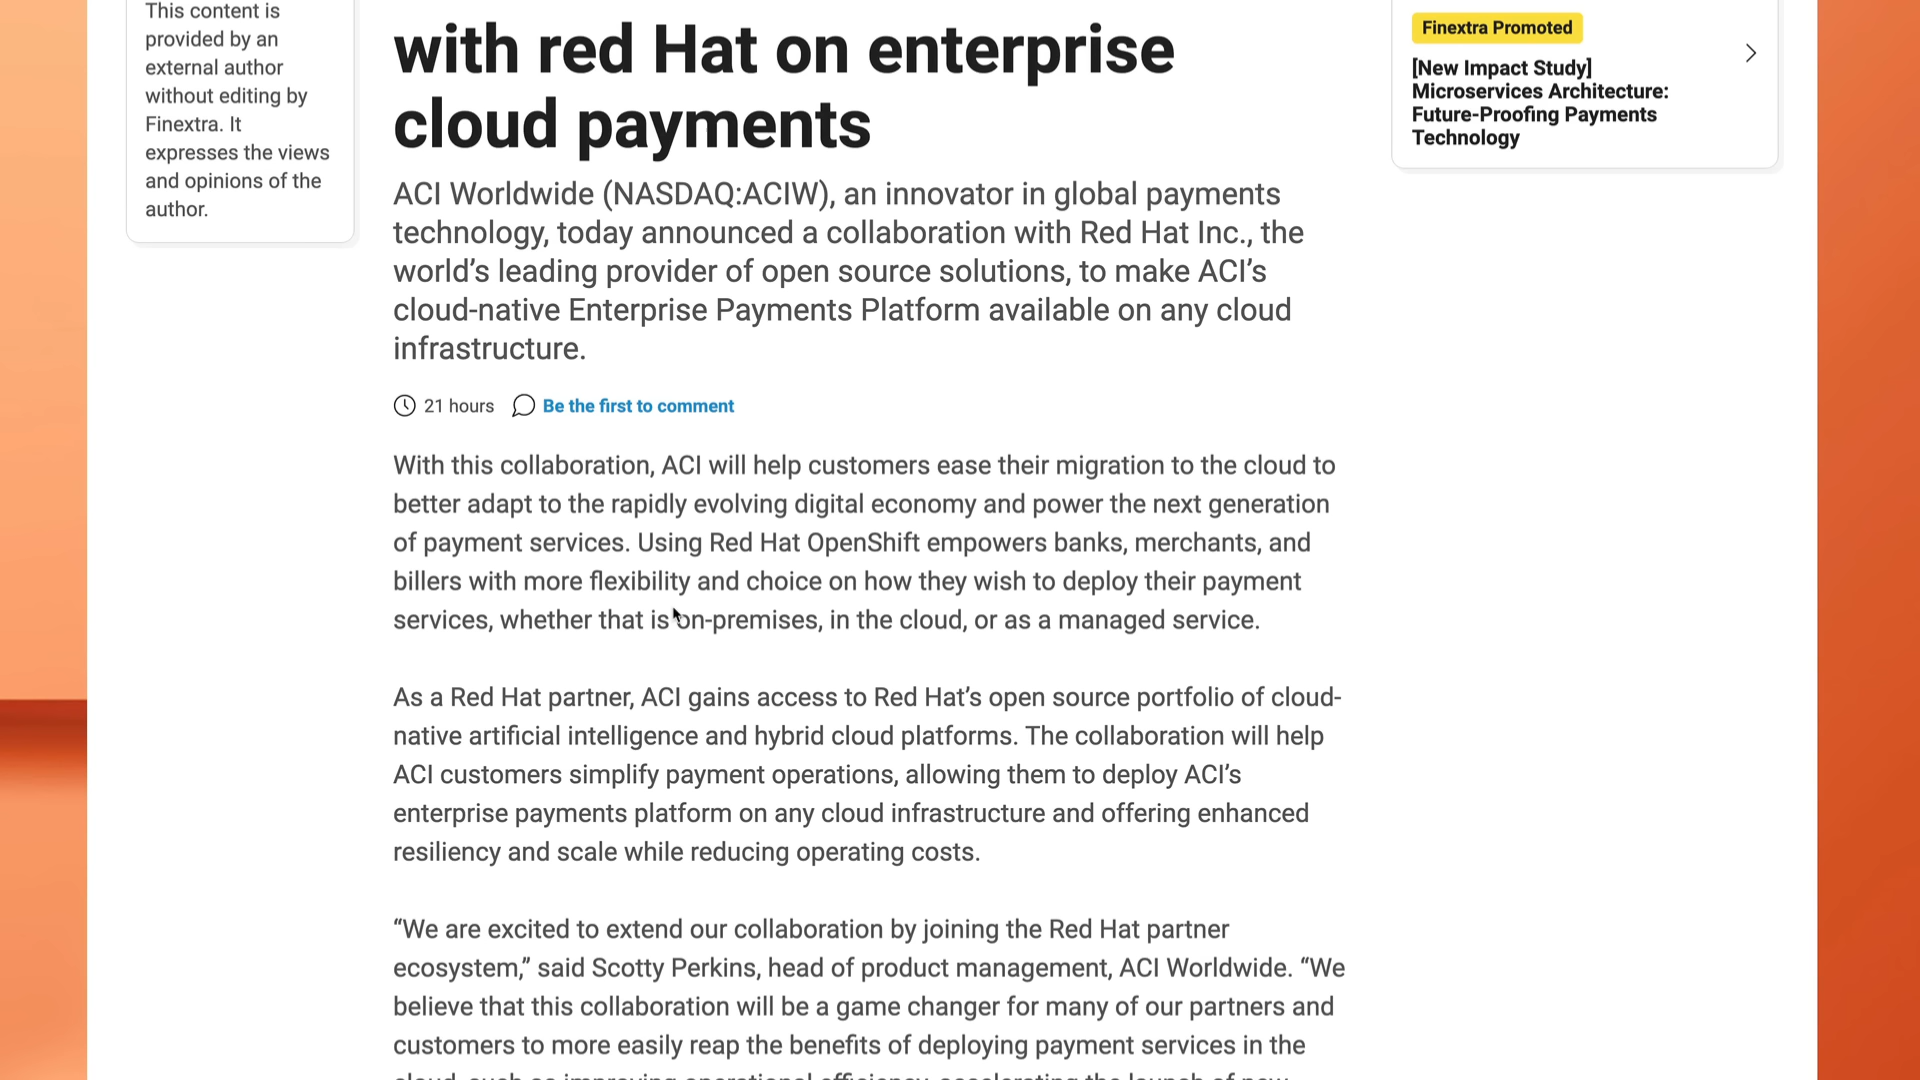 This content is
provided by an
external author
without editing by
Finextra. It
expresses the views
and opinions of the
author.
with red Hat on enterprise
cloud payments
ACI Worldwide (NASDAQ:ACIW), an innovator in global payments
technology, today announced a collaboration with Red Hat Inc., the
world’s leading provider of open source solutions, to make ACI’s
cloud-native Enterprise Payments Platform available on any cloud
infrastructure.
21 hours Be the first to comment
With this collaboration, ACI will help customers ease their migration to the cloud to
better adapt to the rapidly evolving digital economy and power the next generation
of payment services. Using Red Hat OpenShift empowers banks, merchants, and
billers with more flexibility and choice on how they wish to deploy their payment
services, whether that is on-premises, in the cloud, or as a managed service.
As a Red Hat partner, ACI gains access to Red Hat’s open source portfolio of cloud-
native artificial intelligence and hybrid cloud platforms. The collaboration will help
ACI customers simplify payment operations, allowing them to deploy ACI’s
enterprise payments platform on any cloud infrastructure and offering enhanced
resiliency and scale while reducing operating costs.
“We are excited to extend our collaboration by joining the Red Hat partner
ecosystem,” said Scotty Perkins, head of product management, ACI Worldwide. “We
believe that this collaboration will be a game changer for many of our partners and
customers to more easily reap the benefits of deploying payment services in the
cloud, such as improving operational efficiency, accelerating the launch of new
Finextra Promoted
[New Impact Study]
Microservices Architecture:
Future-Proofing Payments
Technology